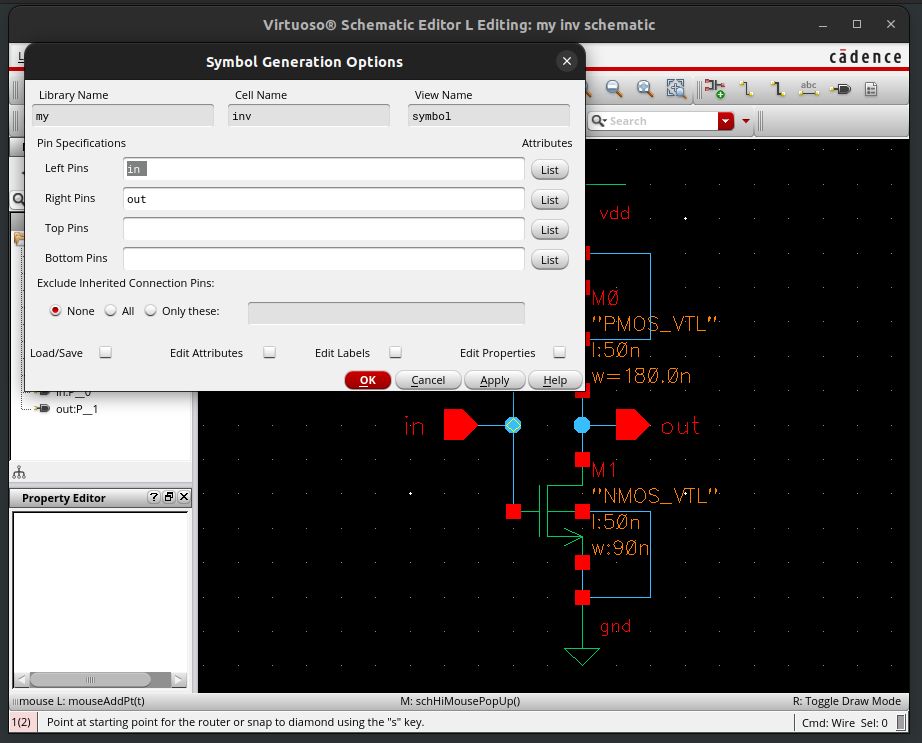 Virtuoso® Schematic Editor L Editing: my inv schematic
cādence
Symbol Generation Options
Library Name
Cell Name
View Name
my
inv
symbol
Pin Specifications
Attributes
Left Pins
in
List
Right Pins
out
List
Top Pins
List
Bottom Pins
List
Exclude Inherited Connection Pins:
None
All
Only these:
Load/Save
Edit Attributes
Edit Labels
Edit Properties
OK
Cancel
Apply
Help
abc
Search
vdd
M0
"PMOS_VTL"
l:50n
w=180.0n
in:P__0
out:P__1
in
out
M1
"NMOS_VTL"
l:50n
w:90n
gnd
Property Editor
mouse L: mouseAddPt(t)
M: schHiMousePopUp()
R: Toggle Draw Mode
1(2)
Point at starting point for the router or snap to diamond using the "s" key.
Cmd: Wire Sel: 0